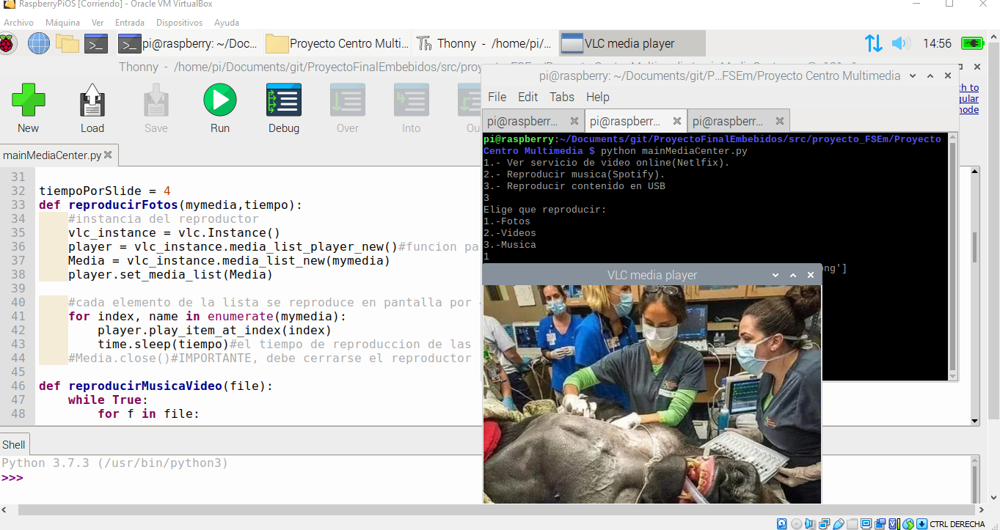 RaspberryPiOS [Corriendo] - Oracle VM VirtualBox
Archivo Máquina Ver Entrada Dispositivos Ayuda
pi@raspberry: ~/Doc... Proyecto Centro Multi... Thonny - /home/pi/... VLC media player 14:56
Thonny - /home/pi/Documents/git/ProyectoFinalEmbebidos/src/proyecto_FSEm/Proyecto
pi@raspberry: ~/Documents/git/P...FSEm/Proyecto Centro Multimedia
File Edit Tabs Help
New Load Save Run Debug Over Into Ou
h to
gular
node
pi@raspberr... pi@raspberr... pi@raspberr...
mainMediaCenter.py
31
32 tiempoPorSlide = 4
33 def reproducirFotos(mymedia,tiempo):
34 #instancia del reproductor
35 vlc_instance = vlc.Instance()
36 player = vlc_instance.media_list_player_new()#funcion pa
37 Media = vlc_instance.media_list_new(mymedia)
38 player.set_media_list(Media)
39
40 #cada elemento de la lista se reproduce en pantalla por
41 for index, name in enumerate(mymedia):
42 player.play_item_at_index(index)
43 time.sleep(tiempo)#el tiempo de reproduccion de las
44 #Media.close()#IMPORTANTE, debe cerrarse el reproductor
45
46 def reproducirMusicaVideo(file):
47 while True:
48 for f in file:
pi@raspberry:~/Documents/git/ProyectoFinalEmbebidos/src/proyecto_FSEm/Proyecto
Centro Multimedia $ python mainMediaCenter.py
1.- Ver servicio de video online(Netlfix).
2.- Reproducir musica(Spotify).
3.- Reproducir contenido en USB
3
Elige que reproducir:
1.-Fotos
2.-Videos
3.-Musica
1
ong']
VLC media player
Shell
Python 3.7.3 (/usr/bin/python3)
>>>
CTRL DERECHA